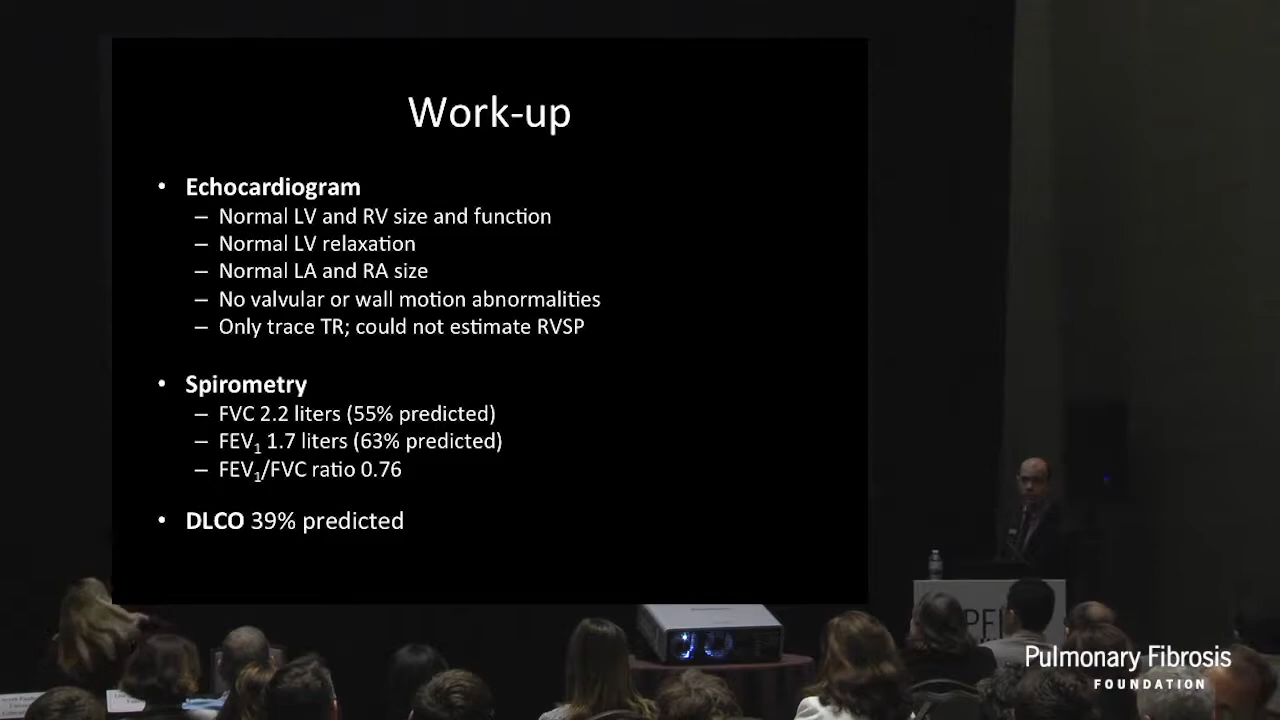 Work-up
• Echocardiogram
– Normal LV and RV size and function
– Normal LV relaxation
– Normal LA and RA size
– No valvular or wall motion abnormalities
– Only trace TR; could not estimate RVSP
• Spirometry
– FVC 2.2 liters (55% predicted)
– FEV₁ 1.7 liters (63% predicted)
– FEV₁/FVC ratio 0.76
• DLCO 39% predicted
Pulmonary Fibrosis
FOUNDATION